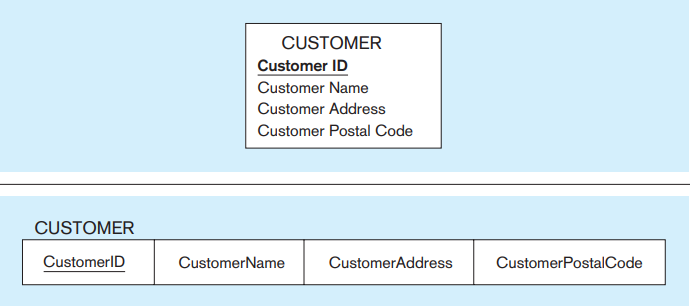 CUSTOMER
Customer ID
Customer Name
Customer Address
Customer Postal Code
CUSTOMER
CustomerID CustomerName CustomerAddress CustomerPostalCode